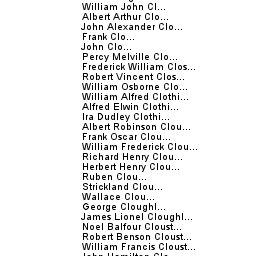 William John Cl...
Albert Arthur Clo...
John Alexander Clo...
Frank Clo...
John Clo...
Percy Melville Clo...
Frederick William Clos...
Robert Vincent Clos...
William Osborne Clo...
William Alfred Clothi...
Alfred Elwin Clothi...
Ira Dudley Clothi...
Albert Robinson Clou...
Frank Oscar Clou...
William Frederick Clou...
Richard Henry Clou...
Herbert Henry Clou...
Ruben Clou...
Strickland Clou...
Wallace Clou...
George Cloughl...
James Lionel Cloughl...
Noel Balfour Cloust...
Robert Benson Cloust...
William Francis Cloust...
John Hamilton Clo...